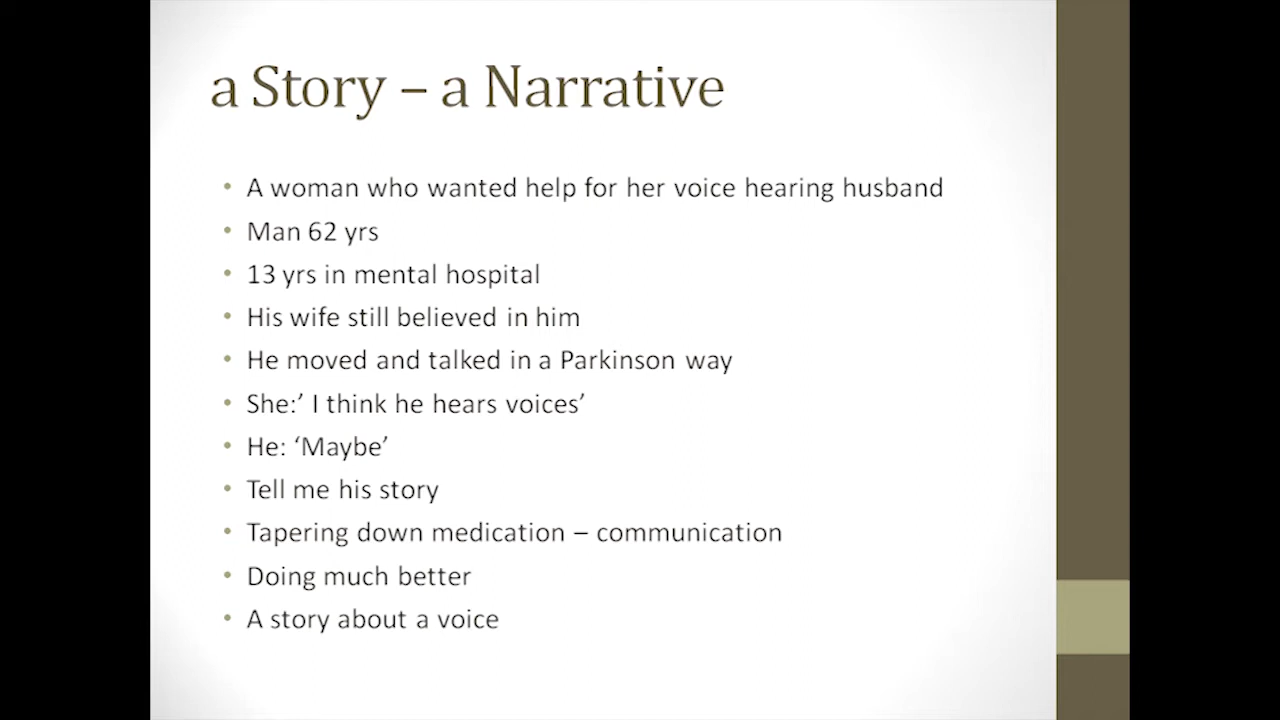 a Story – a Narrative
• A woman who wanted help for her voice hearing husband
• Man 62 yrs
• 13 yrs in mental hospital
• His wife still believed in him
• He moved and talked in a Parkinson way
• She:’ I think he hears voices’
• He: ‘Maybe’
• Tell me his story
• Tapering down medication – communication
• Doing much better
• A story about a voice